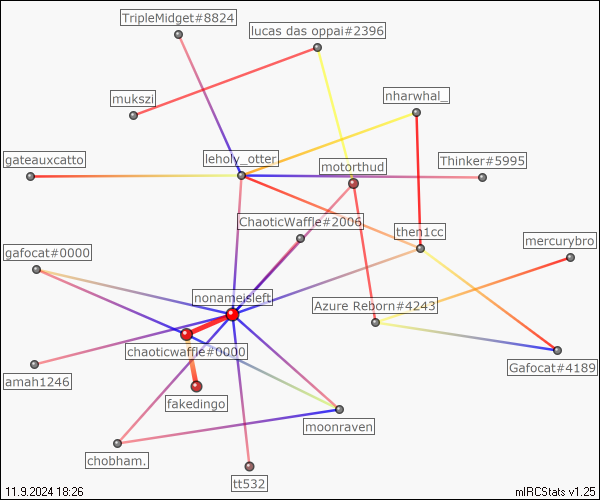 TripleMidget#8824
lucas das oppai#2396
mukszi
nharwhal_
gateauxcatto
leholy_otter
motorthud
Thinker#5995
ChaoticWaffle#2006
then1cc
mercurybro
gafocat#0000
nonameisleft
Azure Reborn#4243
chaoticwaffle#0000
Gafocat#4189
amah1246
fakedingo
moonraven
chobham.
tt532
11.9.2024 18:26
mIRCStats v1.25